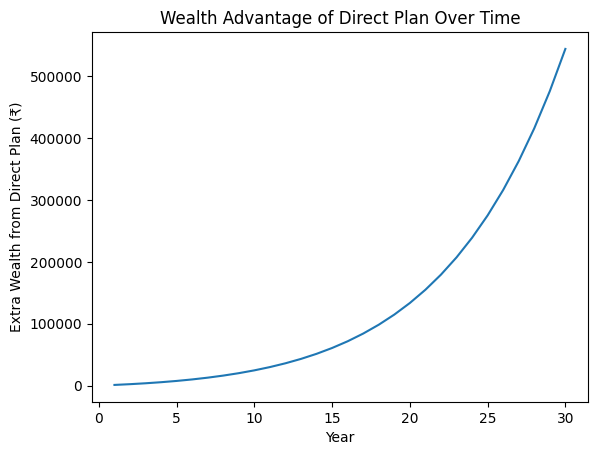 Wealth Advantage of Direct Plan Over Time
Extra Wealth from Direct Plan (₹)
500000
400000
300000
200000
100000
0
0 5 10 15 20 25 30
Year